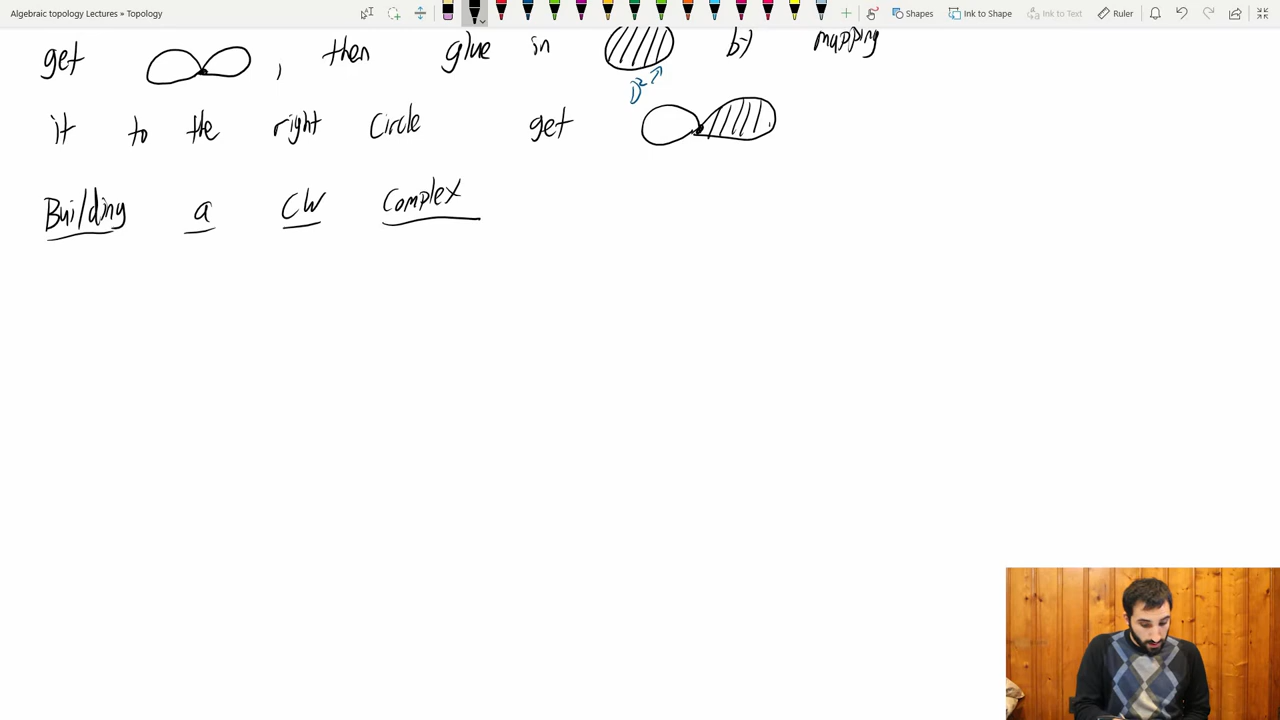 Algebraic topology Lectures » Topology
Shapes Ink to Shape Ink to Text Ruler
get , then glue in by mapping
D²
it to the right Circle get
Building a CW Complex